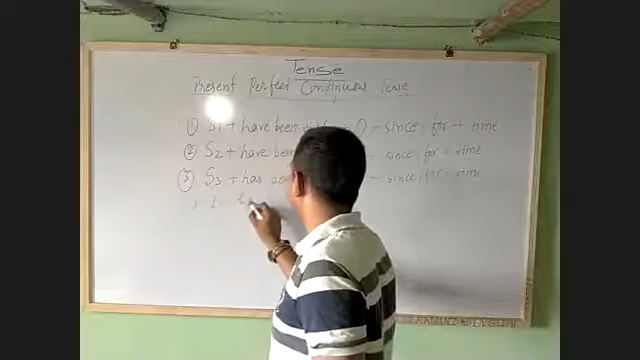 Tense
Present Perfect Continuous Tense
① S1 + have been + since / for + time
② S2 + have been + since / for + time
③ S3 + has + since / for + time
I
ENGLISH